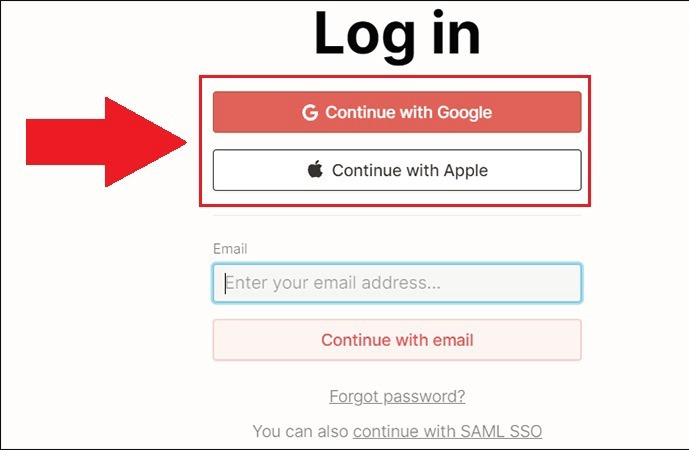 Log in
Continue with Google
Continue with Apple
Email
Enter your email address...
Continue with email
Forgot password?
You can also continue with SAML SSO